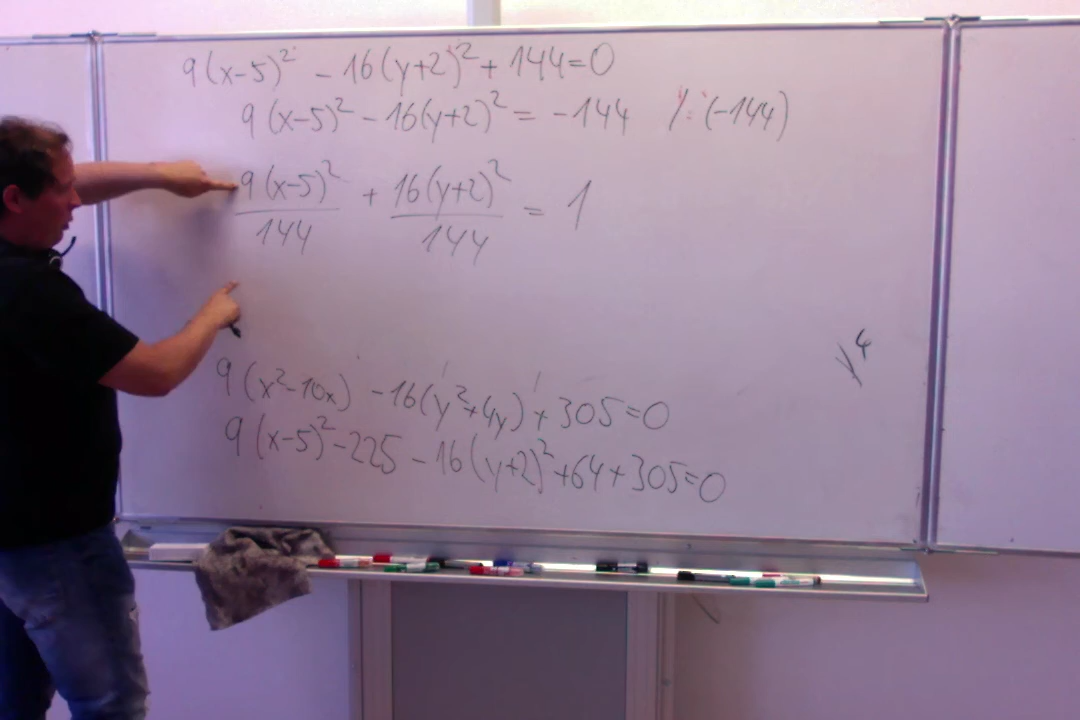 9(x-5)² - 16(y+2)² + 144=0
9(x-5)² - 16(y+2)² = -144 /: (-144)
9(x-5)²/144 + 16(y+2)²/144 = 1
9(x²-10x) - 16(y²+4y) + 305=0
9(x-5)²-225 - 16(y+2)²+64+305=0